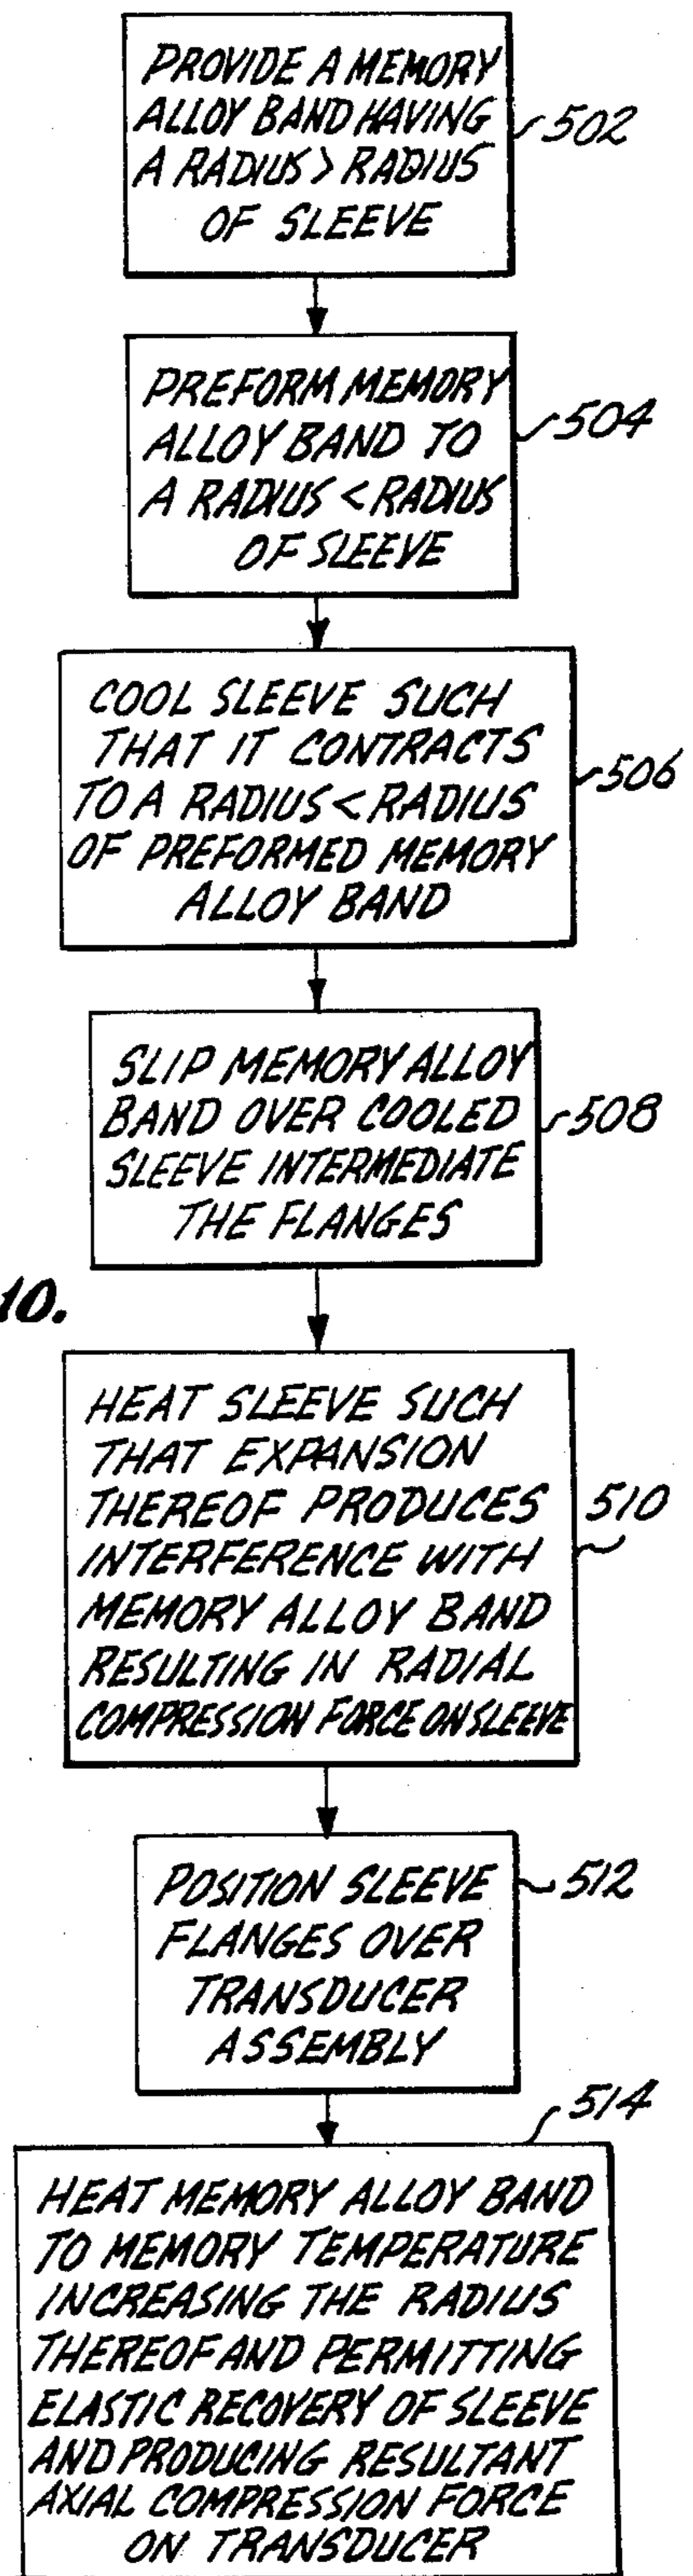 PROVIDE A MEMORY
ALLOY BAND HAVING
A RADIUS > RADIUS
OF SLEEVE
502
PREFORM MEMORY
ALLOY BAND TO
A RADIUS < RADIUS
OF SLEEVE
504
COOL SLEEVE SUCH
THAT IT CONTRACTS
TO A RADIUS < RADIUS
OF PREFORMED MEMORY
ALLOY BAND
506
SLIP MEMORY ALLOY
BAND OVER COOLED
SLEEVE INTERMEDIATE
THE FLANGES
508
10.
HEAT SLEEVE SUCH
THAT EXPANSION
THEREOF PRODUCES
INTERFERENCE WITH
MEMORY ALLOY BAND
RESULTING IN RADIAL
COMPRESSION FORCE ON SLEEVE
510
POSITION SLEEVE
FLANGES OVER
TRANSDUCER
ASSEMBLY
512
514
HEAT MEMORY ALLOY BAND
TO MEMORY TEMPERATURE
INCREASING THE RADIUS
THEREOF AND PERMITTING
ELASTIC RECOVERY OF SLEEVE
AND PRODUCING RESULTANT
AXIAL COMPRESSION FORCE
ON TRANSDUCER